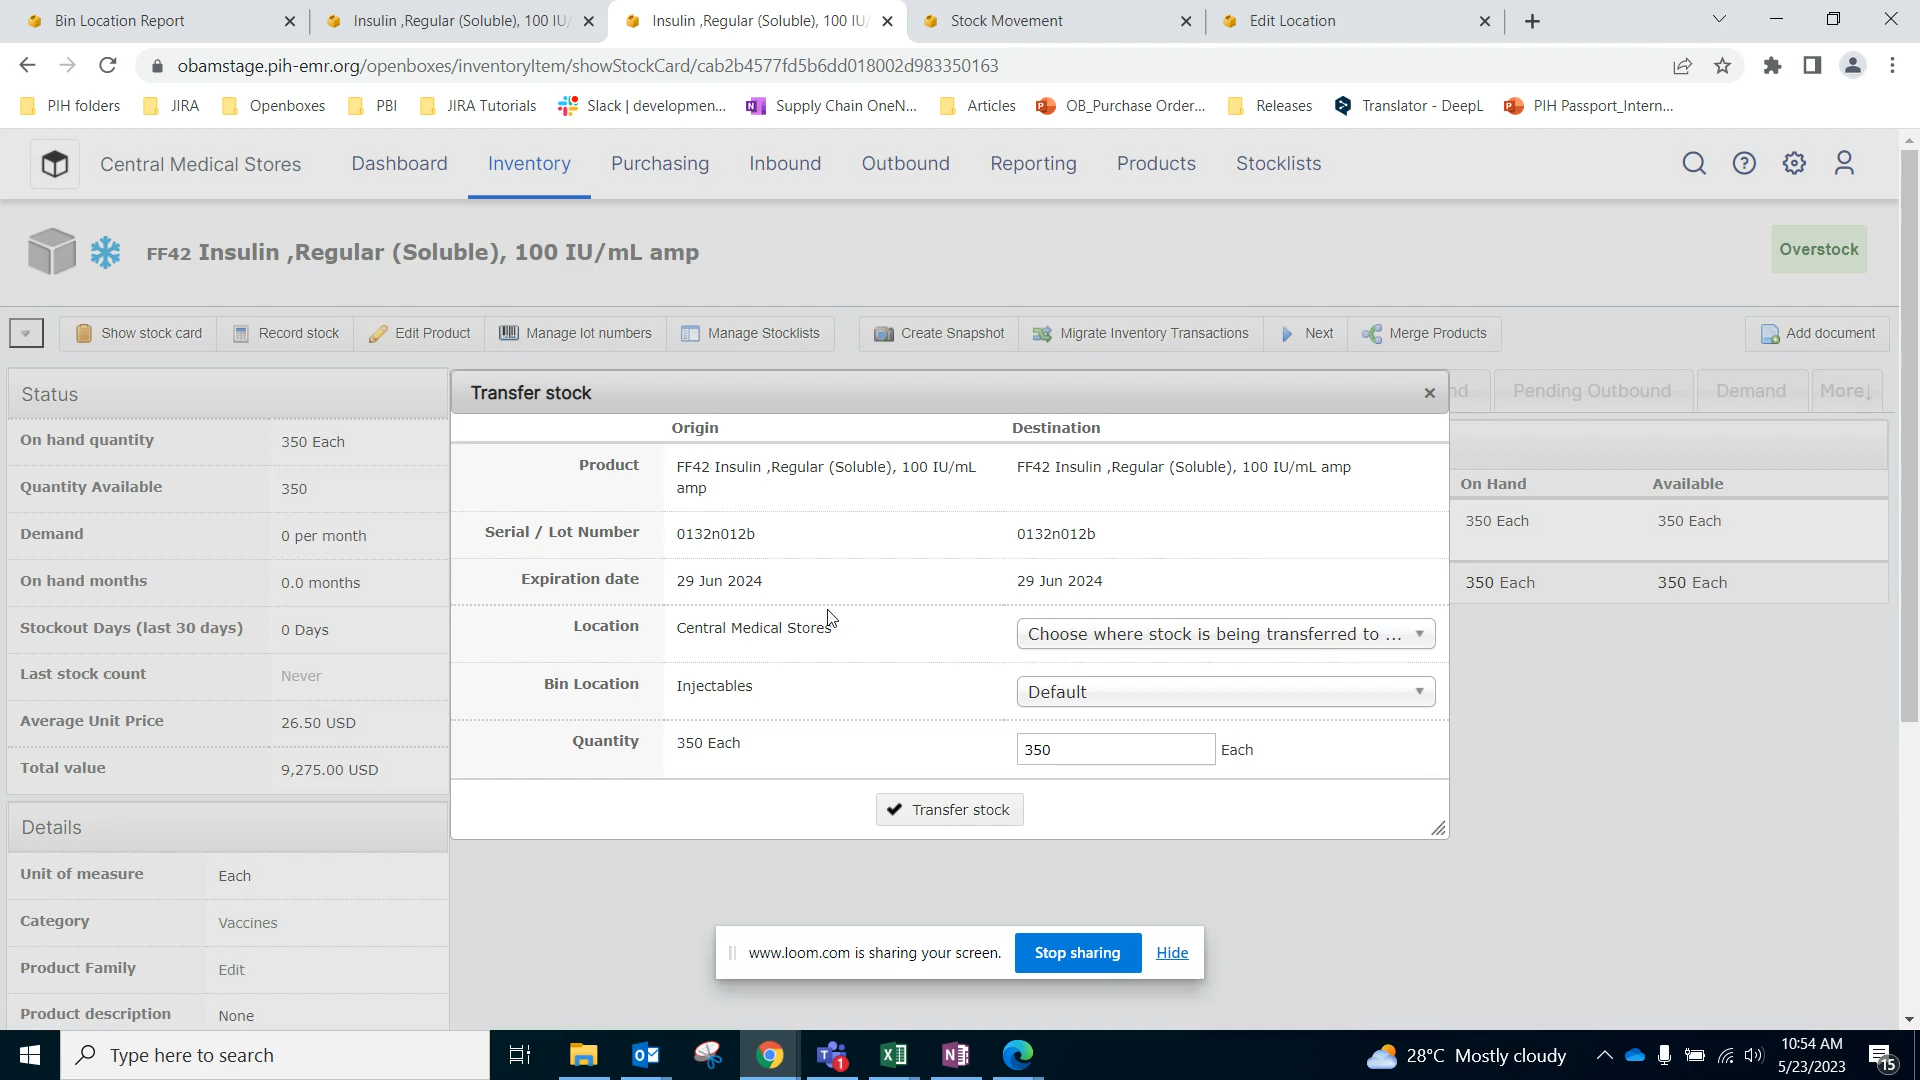 Bin Location Report
Insulin ,Regular (Soluble), 100 IU/
Insulin ,Regular (Soluble), 100 IU/
Stock Movement
Edit Location
obamstage.pih-emr.org/openboxes/inventoryItem/showStockCard/cab2b4577fd5b6dd018002d983350163
PIH folders
JIRA
Openboxes
PBI
JIRA Tutorials
Slack | developmen...
Supply Chain OneN...
Articles
OB_Purchase Order...
Releases
Translator - DeepL
PIH Passport_Intern...
Central Medical Stores
Dashboard
Inventory
Purchasing
Inbound
Outbound
Reporting
Products
Stocklists
FF42 Insulin ,Regular (Soluble), 100 IU/mL amp
Overstock
Show stock card
Record stock
Edit Product
Manage lot numbers
Manage Stocklists
Create Snapshot
Migrate Inventory Transactions
Next
Merge Products
Add document
Status
On hand quantity 350 Each
Quantity Available 350
Demand 0 per month
On hand months 0.0 months
Stockout Days (last 30 days) 0 Days
Last stock count Never
Average Unit Price 26.50 USD
Total value 9,275.00 USD
Details
Unit of measure Each
Category Vaccines
Product Family Edit
Product description None
Transfer stock
Origin Destination
Product FF42 Insulin ,Regular (Soluble), 100 IU/mL
amp
FF42 Insulin ,Regular (Soluble), 100 IU/mL amp
Serial / Lot Number 0132n012b 0132n012b
Expiration date 29 Jun 2024 29 Jun 2024
Location Central Medical Stores Choose where stock is being transferred to ...
Bin Location Injectables Default
Quantity 350 Each 350 Each
Transfer stock
nd
Pending Outbound
Demand
More↓
On Hand Available
350 Each 350 Each
350 Each 350 Each
www.loom.com is sharing your screen.
Stop sharing
Hide
Type here to search
1
28°C Mostly cloudy
10:54 AM
5/23/2023
15